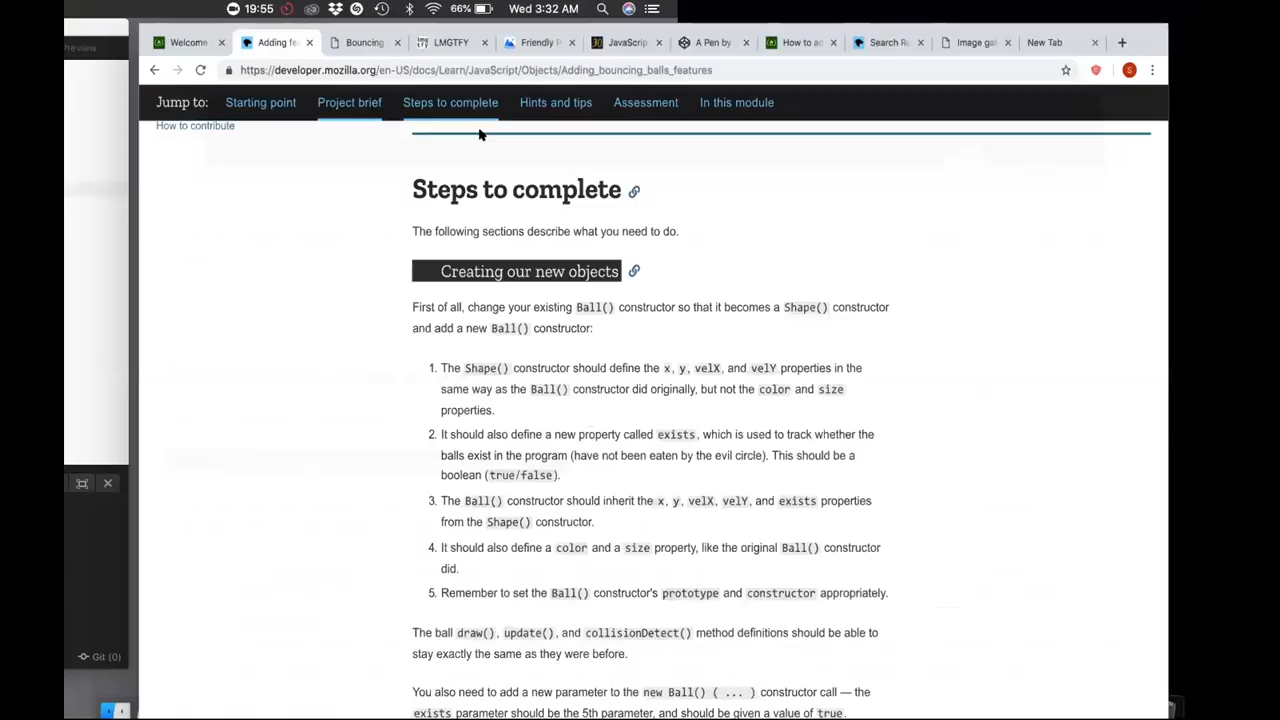 19:55
66%
Wed 3:32 AM
Preview
Welcome
Adding fe
Bouncing
LMGTFY
Friendly P
JavaScrip
A Pen by
How to ad
Search Re
Image gal
New Tab
https://developer.mozilla.org/en-US/docs/Learn/JavaScript/Objects/Adding_bouncing_balls_features
S
Jump to: Starting point Project brief Steps to complete Hints and tips Assessment In this module
How to contribute
Steps to complete
The following sections describe what you need to do.
Creating our new objects
First of all, change your existing Ball() constructor so that it becomes a Shape() constructor
and add a new Ball() constructor:
1. The Shape() constructor should define the x, y, velX, and velY properties in the
same way as the Ball() constructor did originally, but not the color and size
properties.
2. It should also define a new property called exists, which is used to track whether the
balls exist in the program (have not been eaten by the evil circle). This should be a
boolean (true/false).
3. The Ball() constructor should inherit the x, y, velX, velY, and exists properties
from the Shape() constructor.
4. It should also define a color and a size property, like the original Ball() constructor
did.
5. Remember to set the Ball() constructor's prototype and constructor appropriately.
The ball draw(), update(), and collisionDetect() method definitions should be able to
stay exactly the same as they were before.
Git (0)
You also need to add a new parameter to the new Ball() ( ... ) constructor call — the
exists parameter should be the 5th parameter, and should be given a value of true.